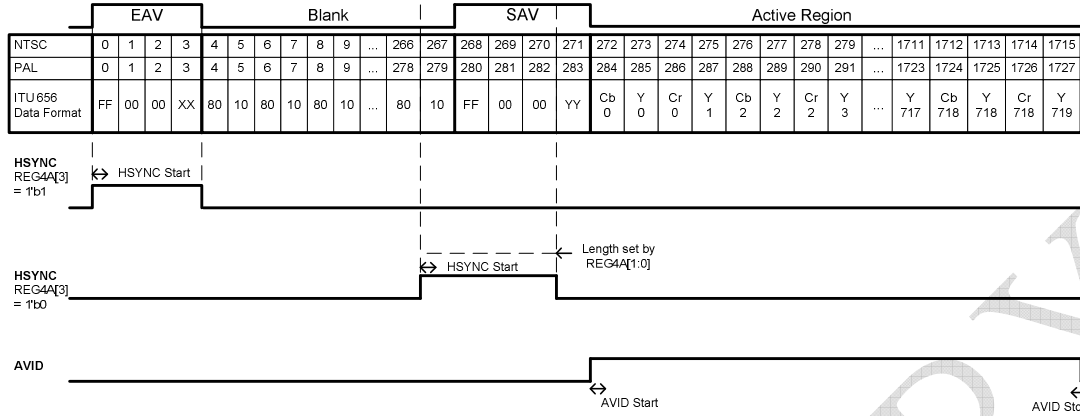 EAV Blank SAV Active Region
NTSC 0 1 2 3 4 5 6 7 8 9 ... 266 267 268 269 270 271 272 273 274 275 276 277 278 279 ... 1711 1712 1713 1714 1715
PAL 0 1 2 3 4 5 6 7 8 9 ... 278 279 280 281 282 283 284 285 286 287 288 289 290 291 ... 1723 1724 1725 1726 1727
ITU 656 Cb Y Cr Y Cb Y Cr Y Y Cb Y Cr Y
FF 00 00 XX 80 10 80 10 80 10 ... 80 10 FF 00 00 YY ...
Data Format 0 0 0 1 2 2 2 3 717 718 718 718 719
HSYNC
REG4A[3]
= 1'b1
HSYNC Start
Length set by
REG4A[1:0]
HSYNC Start
HSYNC
REG4A[3]
= 1'b0
AVID
AVID Start
AVID Sto